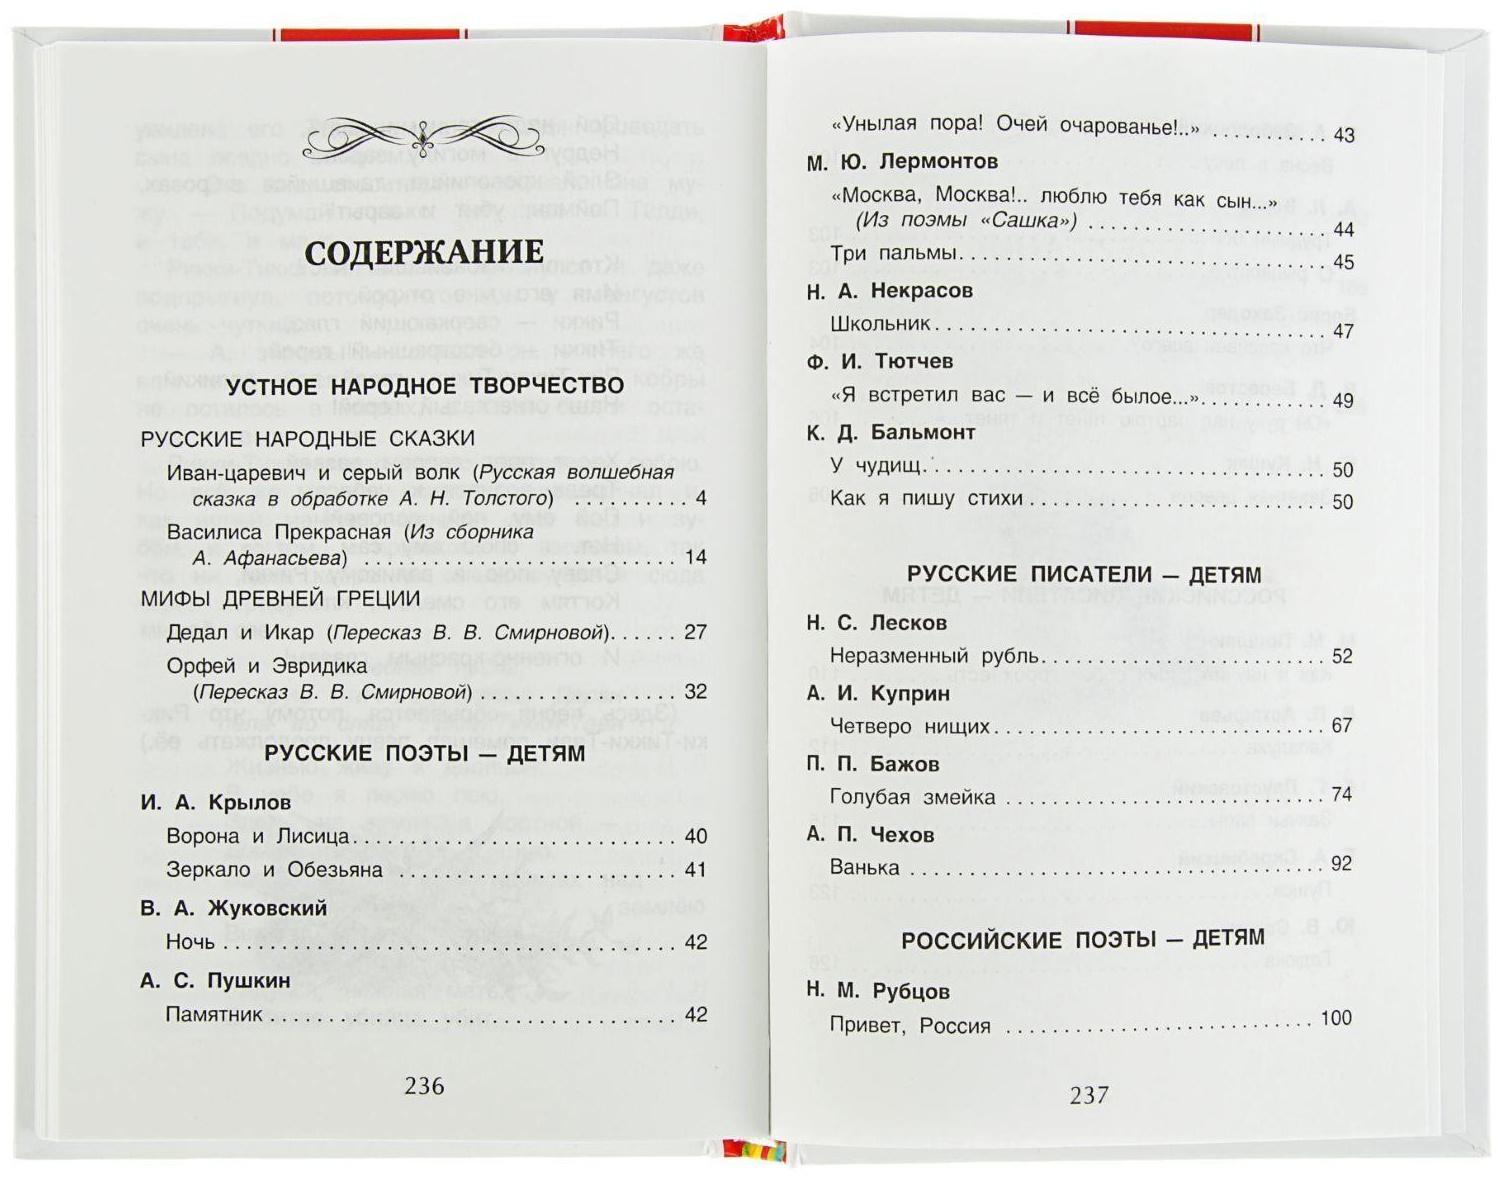 СОДЕРЖАНИЕ
УСТНОЕ НАРОДНОЕ ТВОРЧЕСТВО
РУССКИЕ НАРОДНЫЕ СКАЗКИ
Иван-царевич и серый волк (Русская волшебная
сказка в обработке А. Н. Толстого) .......... 4
Василиса Прекрасная (Из сборника
А. Афанасьева) ........................ 14
МИФЫ ДРЕВНЕЙ ГРЕЦИИ
Дедал и Икар (Пересказ В. В. Смирновой)...... 27
Орфей и Эвридика
(Пересказ В. В. Смирновой) ............... 32
РУССКИЕ ПОЭТЫ — ДЕТЯМ
И. А. Крылов
Ворона и Лисица......................... 40
Зеркало и Обезьяна ...................... 41
В. А. Жуковский
Ночь ................................... 42
А. С. Пушкин
Памятник ............................... 42
236
«Унылая пора! Очей очарованье!..» .......... 43
М. Ю. Лермонтов
«Москва, Москва!.. люблю тебя как сын...»
(Из поэмы «Сашка») .................... 44
Три пальмы............................. 45
Н. А. Некрасов
Школьник............................... 47
Ф. И. Тютчев
«Я встретил вас — и всё былое...»........... 49
К. Д. Бальмонт
У чудищ................................ 50
Как я пишу стихи ........................ 50
РУССКИЕ ПИСАТЕЛИ — ДЕТЯМ
Н. С. Лесков
Неразменный рубль...................... 52
А. И. Куприн
Четверо нищих.......................... 67
П. П. Бажов
Голубая змейка ......................... 74
А. П. Чехов
Ванька ................................. 92
РОССИЙСКИЕ ПОЭТЫ — ДЕТЯМ
Н. М. Рубцов
Привет, Россия ......................... 100
237